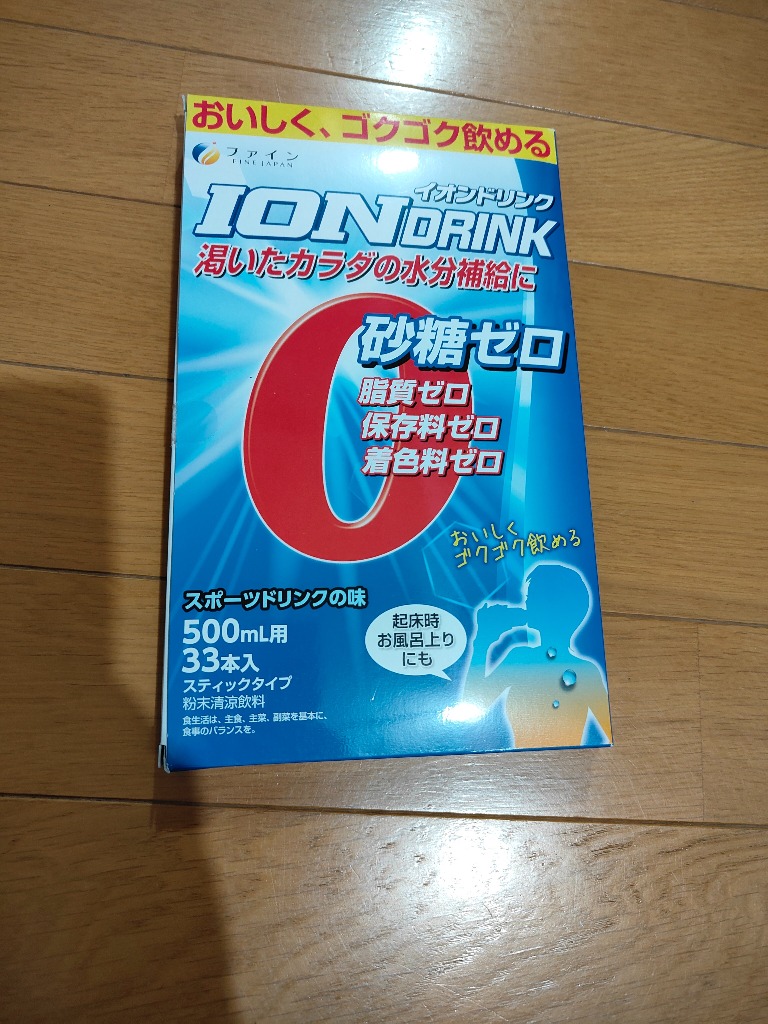 おいしく、ゴクゴク飲める
ファイン
FINE JAPAN
イオンドリンク
ION DRINK
渇いたカラダの水分補給に
0
砂糖ゼロ
脂質ゼロ
保存料ゼロ
着色料ゼロ
おいしく
ゴクゴク飲める
スポーツドリンクの味
500mL用
33本入
スティックタイプ
粉末清涼飲料
食生活は、主食、主菜、副菜を基本に、
食事のバランスを。
起床時
お風呂上り
にも